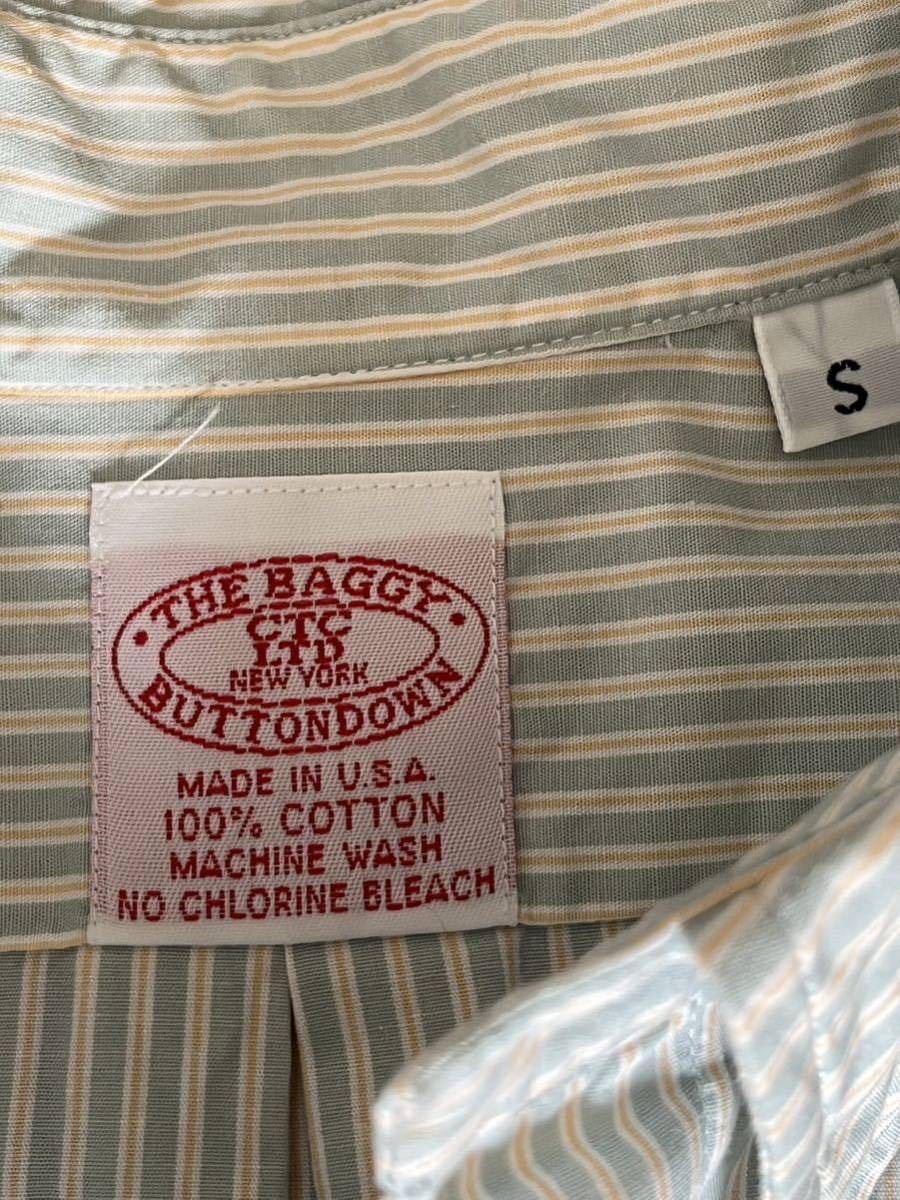 S
• THE BAGGY •
CTC
LTD
NEW YORK
BUTTONDOWN
MADE IN U.S.A.
100% COTTON
MACHINE WASH
NO CHLORINE BLEACH